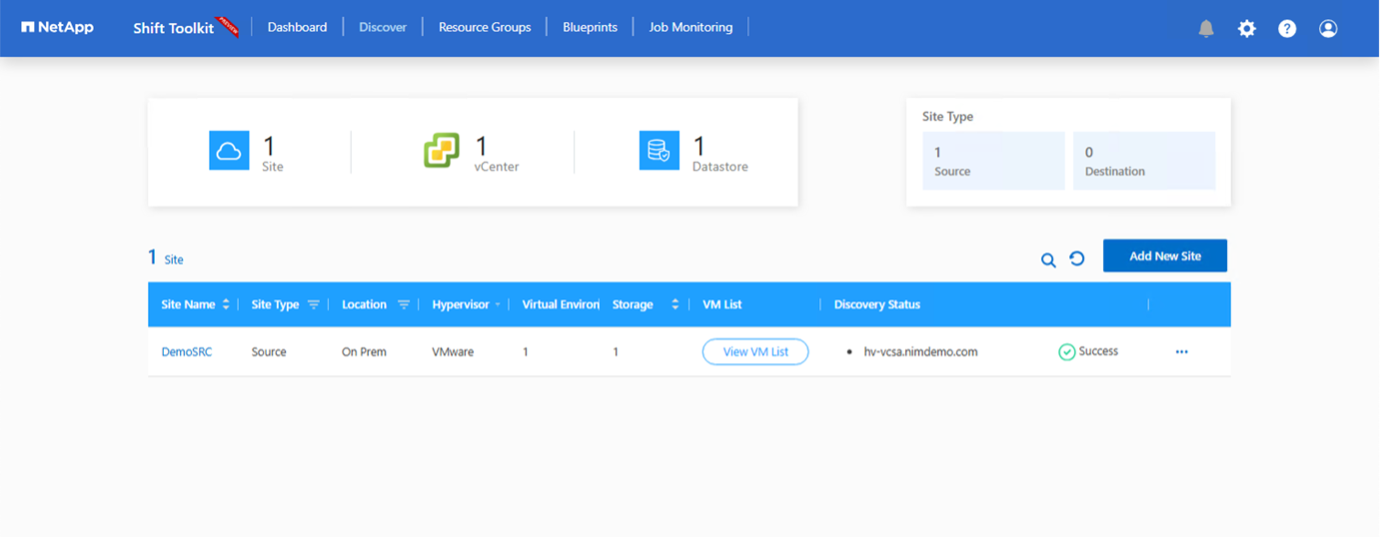 NetApp Shift Toolkit PREVIEW Dashboard Discover Resource Groups Blueprints Job Monitoring
1 Site 1 vCenter 1 Datastore
Site Type
1 Source 0 Destination
1 Site Add New Site
Site Name Site Type Location Hypervisor Virtual Environ Storage VM List Discovery Status
DemoSRC Source On Prem VMware 1 1 View VM List • hv-vcsa.nimdemo.com Success